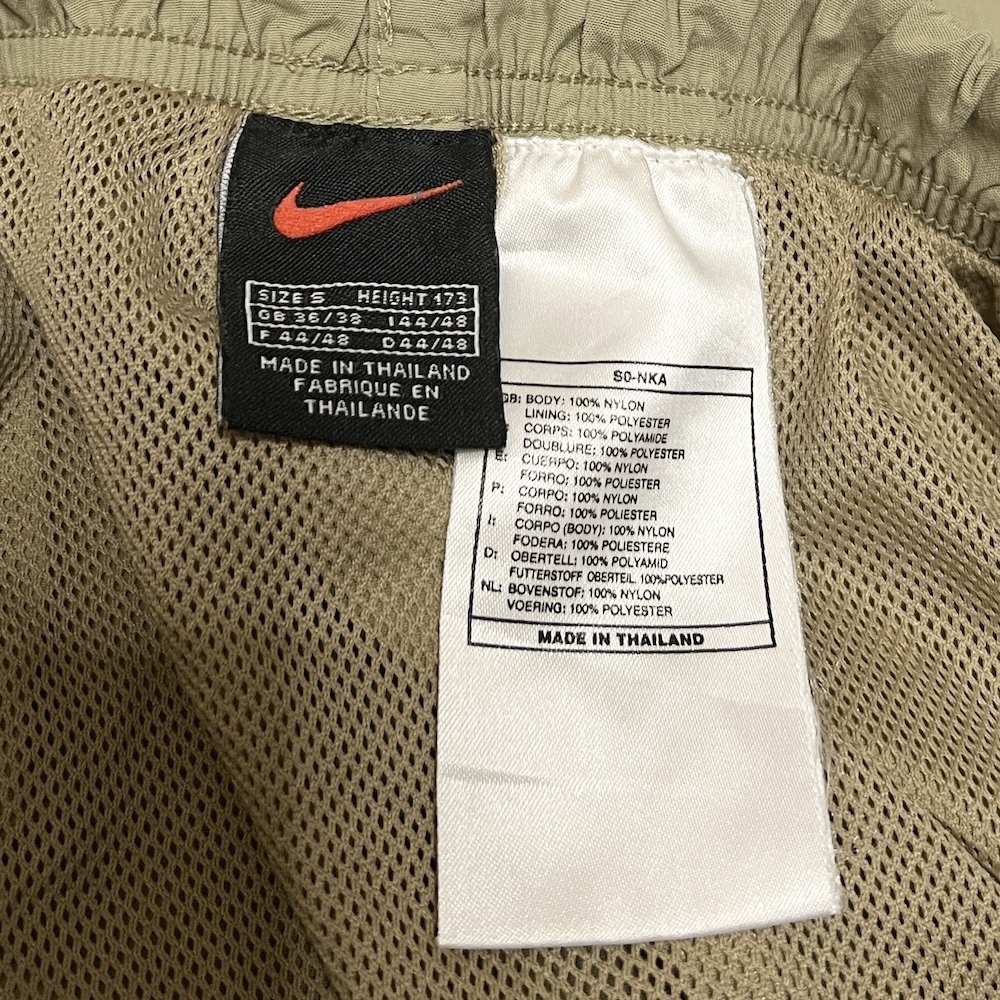 SIZE S HEIGHT 173
GB 36/38 I 44/48
F 44/48 D 44/48
MADE IN THAILAND
FABRIQUE EN
THAILANDE
S0-NKA
GB: BODY: 100% NYLON
LINING: 100% POLYESTER
CORPS: 100% POLYAMIDE
DOUBLURE: 100% POLYESTER
E: CUERPO: 100% NYLON
FORRO: 100% POLIESTER
P: CORPO: 100% NYLON
FORRO: 100% POLIESTER
I: CORPO (BODY): 100% NYLON
FODERA: 100% POLIESTERE
D: OBERTELL: 100% POLYAMID
FUTTERSTOFF OBERTEIL 100%POLYESTER
NL: BOVENSTOF: 100% NYLON
VOERING: 100% POLYESTER
MADE IN THAILAND